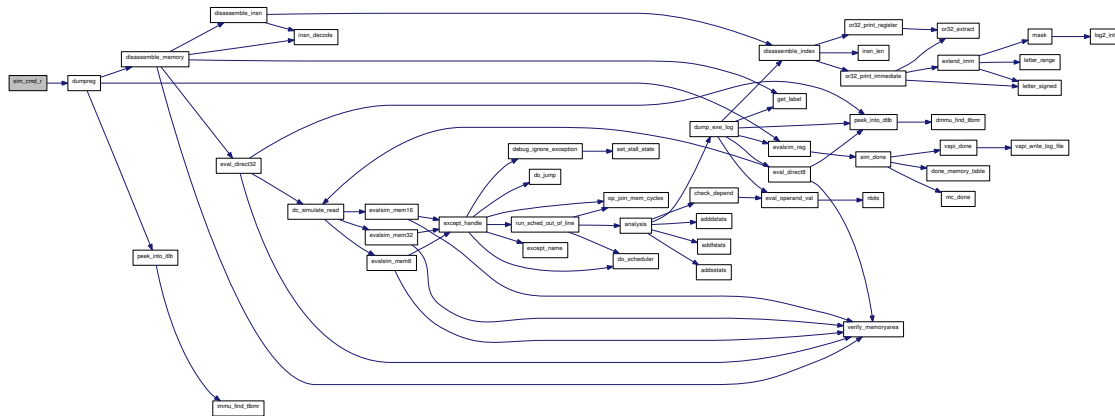 sim_cmd_r
dumpreg
disassemble_memory
peek_into_itlb
disassemble_insn
insn_decode
eval_direct32
immu_find_tlbmr
dc_simulate_read
evalsim_mem16
evalsim_mem32
evalsim_mem8
except_handle
debug_ignore_exception
do_jump
run_sched_out_of_line
except_name
set_stall_state
op_join_mem_cycles
analysis
do_scheduler
dump_exe_log
check_depend
adddstats
addfstats
addsstats
disassemble_index
get_label
evalsim_reg
eval_direct8
eval_operand_val
or32_print_register
insn_len
or32_print_immediate
peek_into_dtlb
sim_done
nbits
verify_memoryarea
or32_extract
extend_imm
dmmu_find_tlbmr
vapi_done
done_memory_table
mc_done
mask
letter_range
letter_signed
vapi_write_log_file
log2_int